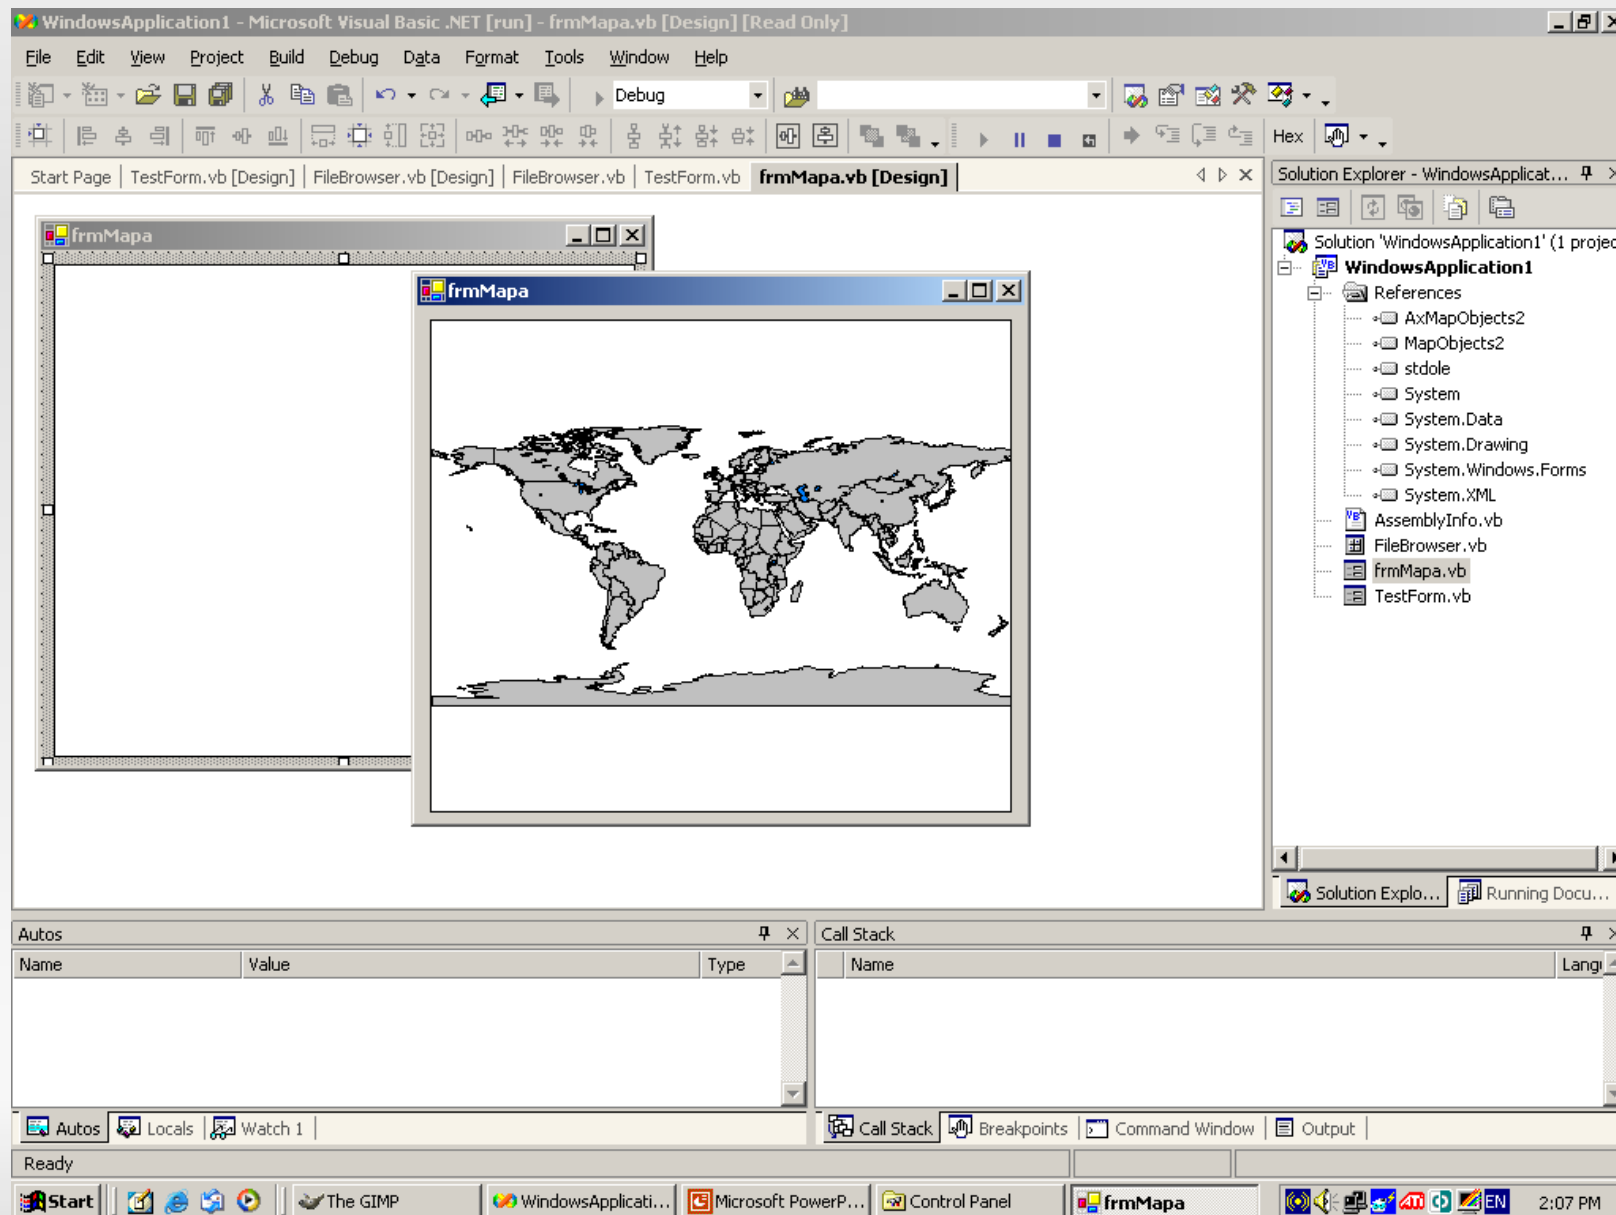 WindowsApplication1 - Microsoft Visual Basic .NET [run] - frmMapa.vb [Design] [Read Only]
File Edit View Project Build Debug Data Format Tools Window Help
Debug
Hex
Start Page TestForm.vb [Design] FileBrowser.vb [Design] FileBrowser.vb TestForm.vb frmMapa.vb [Design]
Solution Explorer - WindowsApplicat...
frmMapa
frmMapa
Solution 'WindowsApplication1' (1 projec
WindowsApplication1
References
AxMapObjects2
MapObjects2
stdole
System
System.Data
System.Drawing
System.Windows.Forms
System.XML
AssemblyInfo.vb
FileBrowser.vb
frmMapa.vb
TestForm.vb
Solution Explo... Running Docu...
Autos
Name Value Type
Call Stack
Name Langu
Autos Locals Watch 1
Call Stack Breakpoints Command Window Output
Ready
Start The GIMP WindowsApplicati... Microsoft PowerP... Control Panel frmMapa ATI EN 2:07 PM